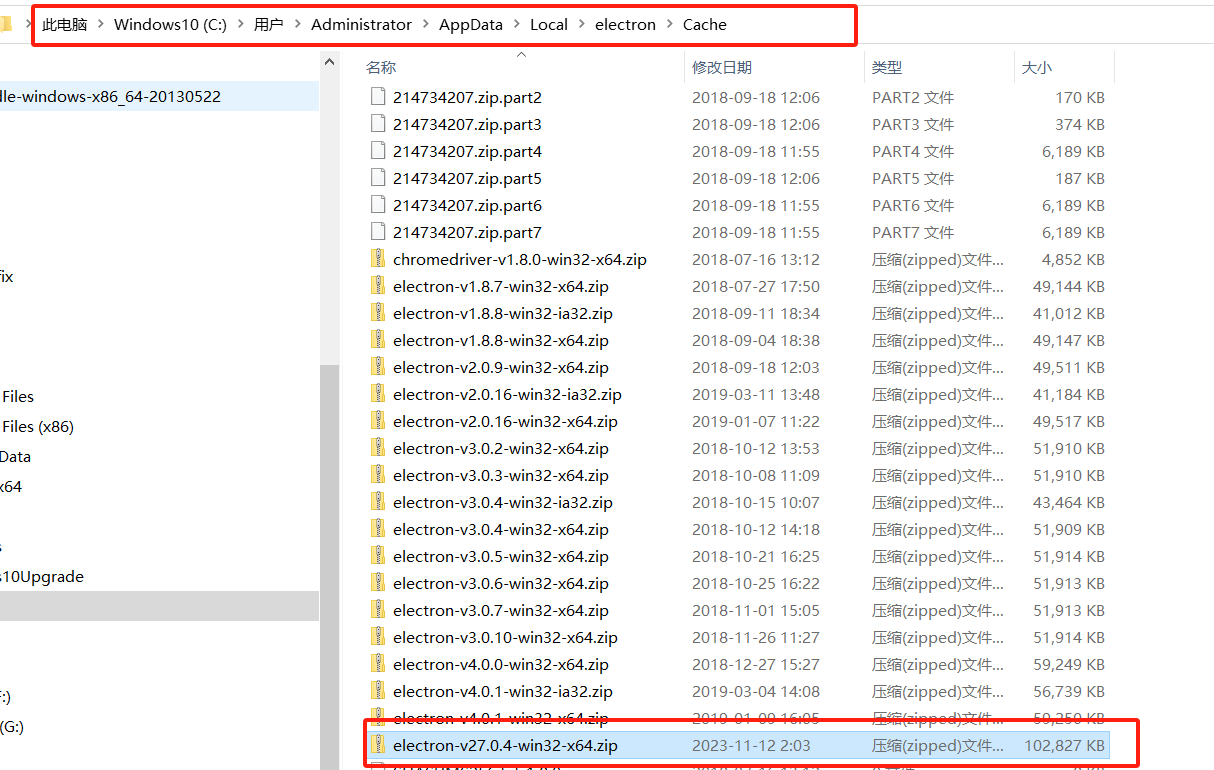 此电脑 > Windows10 (C:) > 用户 > Administrator > AppData > Local > electron > Cache
名称 修改日期 类型 大小
dle-windows-x86_64-20130522
214734207.zip.part2 2018-09-18 12:06 PART2 文件 170 KB
214734207.zip.part3 2018-09-18 12:06 PART3 文件 374 KB
214734207.zip.part4 2018-09-18 11:55 PART4 文件 6,189 KB
214734207.zip.part5 2018-09-18 12:06 PART5 文件 187 KB
214734207.zip.part6 2018-09-18 11:55 PART6 文件 6,189 KB
214734207.zip.part7 2018-09-18 11:55 PART7 文件 6,189 KB
chromedriver-v1.8.0-win32-x64.zip 2018-07-16 13:12 压缩(zipped)文件... 4,852 KB
fix
electron-v1.8.7-win32-x64.zip 2018-07-27 17:50 压缩(zipped)文件... 49,144 KB
electron-v1.8.8-win32-ia32.zip 2018-09-11 18:34 压缩(zipped)文件... 41,012 KB
electron-v1.8.8-win32-x64.zip 2018-09-04 18:38 压缩(zipped)文件... 49,147 KB
electron-v2.0.9-win32-x64.zip 2018-09-18 12:03 压缩(zipped)文件... 49,511 KB
Files
electron-v2.0.16-win32-ia32.zip 2019-03-11 13:48 压缩(zipped)文件... 41,184 KB
Files (x86)
electron-v2.0.16-win32-x64.zip 2019-01-07 11:22 压缩(zipped)文件... 49,517 KB
Data
electron-v3.0.2-win32-x64.zip 2018-10-12 13:53 压缩(zipped)文件... 51,910 KB
x64
electron-v3.0.3-win32-x64.zip 2018-10-08 11:09 压缩(zipped)文件... 51,910 KB
electron-v3.0.4-win32-ia32.zip 2018-10-15 10:07 压缩(zipped)文件... 43,464 KB
electron-v3.0.4-win32-x64.zip 2018-10-12 14:18 压缩(zipped)文件... 51,909 KB
s
electron-v3.0.5-win32-x64.zip 2018-10-21 16:25 压缩(zipped)文件... 51,914 KB
s10Upgrade
electron-v3.0.6-win32-x64.zip 2018-10-25 16:22 压缩(zipped)文件... 51,913 KB
electron-v3.0.7-win32-x64.zip 2018-11-01 15:05 压缩(zipped)文件... 51,913 KB
electron-v3.0.10-win32-x64.zip 2018-11-26 11:27 压缩(zipped)文件... 51,914 KB
electron-v4.0.0-win32-x64.zip 2018-12-27 15:27 压缩(zipped)文件... 59,249 KB
:)
electron-v4.0.1-win32-ia32.zip 2019-03-04 14:08 压缩(zipped)文件... 56,739 KB
(G:)
electron-v4.0.1-win32-x64.zip 2019-01-09 16:05 压缩(zipped)文件... 59,250 KB
electron-v27.0.4-win32-x64.zip 2023-11-12 2:03 压缩(zipped)文件... 102,827 KB